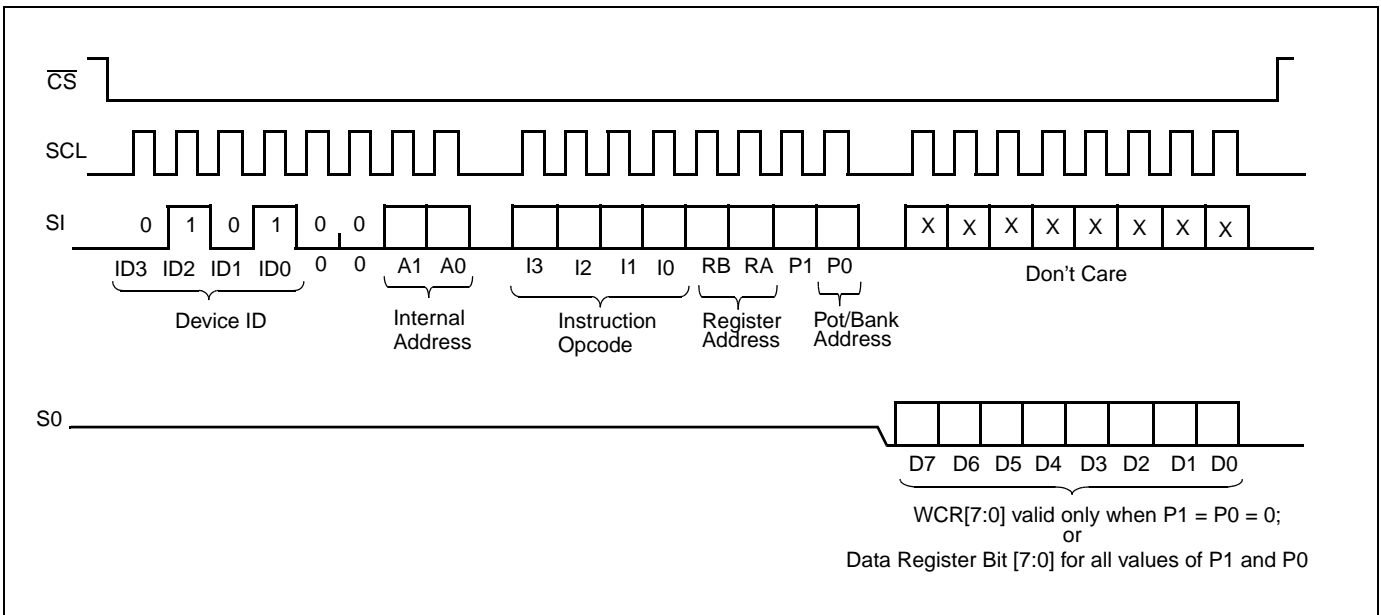 CS
SCL
SI
0 1 0 1 0 0
X X X X X X X X
ID3 ID2 ID1 ID0 0 0 A1 A0 I3 I2 I1 I0 RB RA P1 P0
Don't Care
Device ID
Internal
Address
Instruction
Opcode
Register
Address
Pot/Bank
Address
S0
D7 D6 D5 D4 D3 D2 D1 D0
WCR[7:0] valid only when P1 = P0 = 0;
or
Data Register Bit [7:0] for all values of P1 and P0